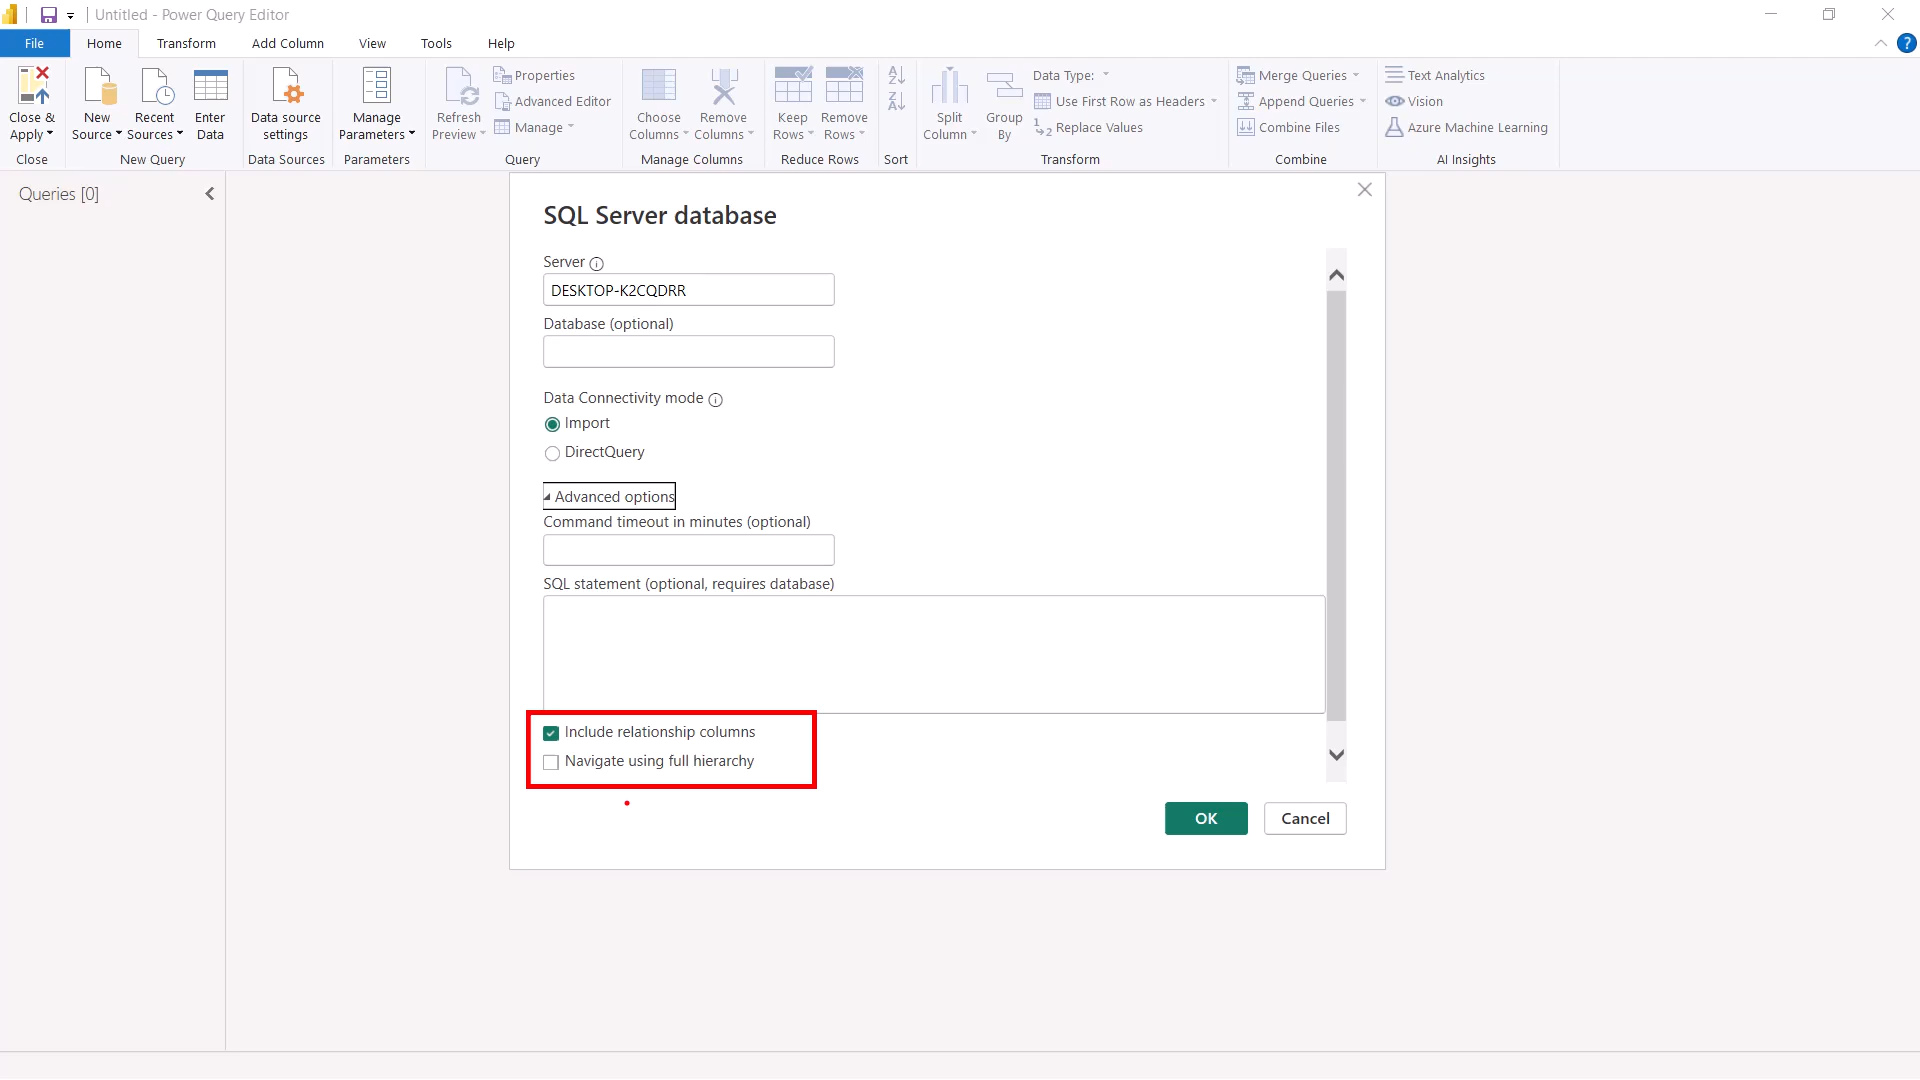 Untitled - Power Query Editor
File
Home
Transform
Add Column
View
Tools
Help
?
Close &
Apply
New
Source
Recent
Sources
Enter
Data
Data source
settings
Manage
Parameters
Refresh
Preview
Properties
Advanced Editor
Manage
Choose
Columns
Remove
Columns
Keep
Rows
Remove
Rows
A
Z
Z
A
Split
Column
Group
By
Data Type:
Use First Row as Headers
1
2
Replace Values
Merge Queries
Append Queries
Combine Files
Text Analytics
Vision
Azure Machine Learning
Close
New Query
Data Sources
Parameters
Query
Manage Columns
Reduce Rows
Sort
Transform
Combine
AI Insights
Queries [0]
SQL Server database
Server
DESKTOP-K2CQDRR
Database (optional)
Data Connectivity mode
Import
DirectQuery
Advanced options
Command timeout in minutes (optional)
SQL statement (optional, requires database)
Include relationship columns
Navigate using full hierarchy
OK
Cancel